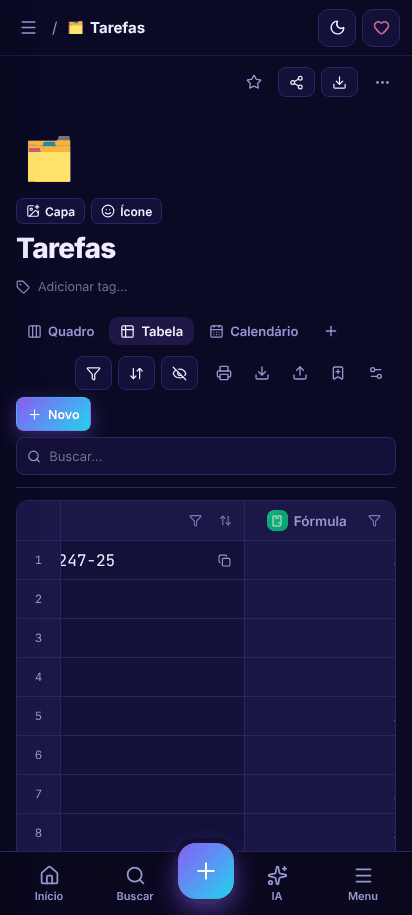 / Tarefas
Capa Ícone
Tarefas
Adicionar tag...
Quadro Tabela Calendário
Novo
Buscar...
Fórmula
1 247-25
2
3
4
5
6
7
8
Início Buscar IA Menu